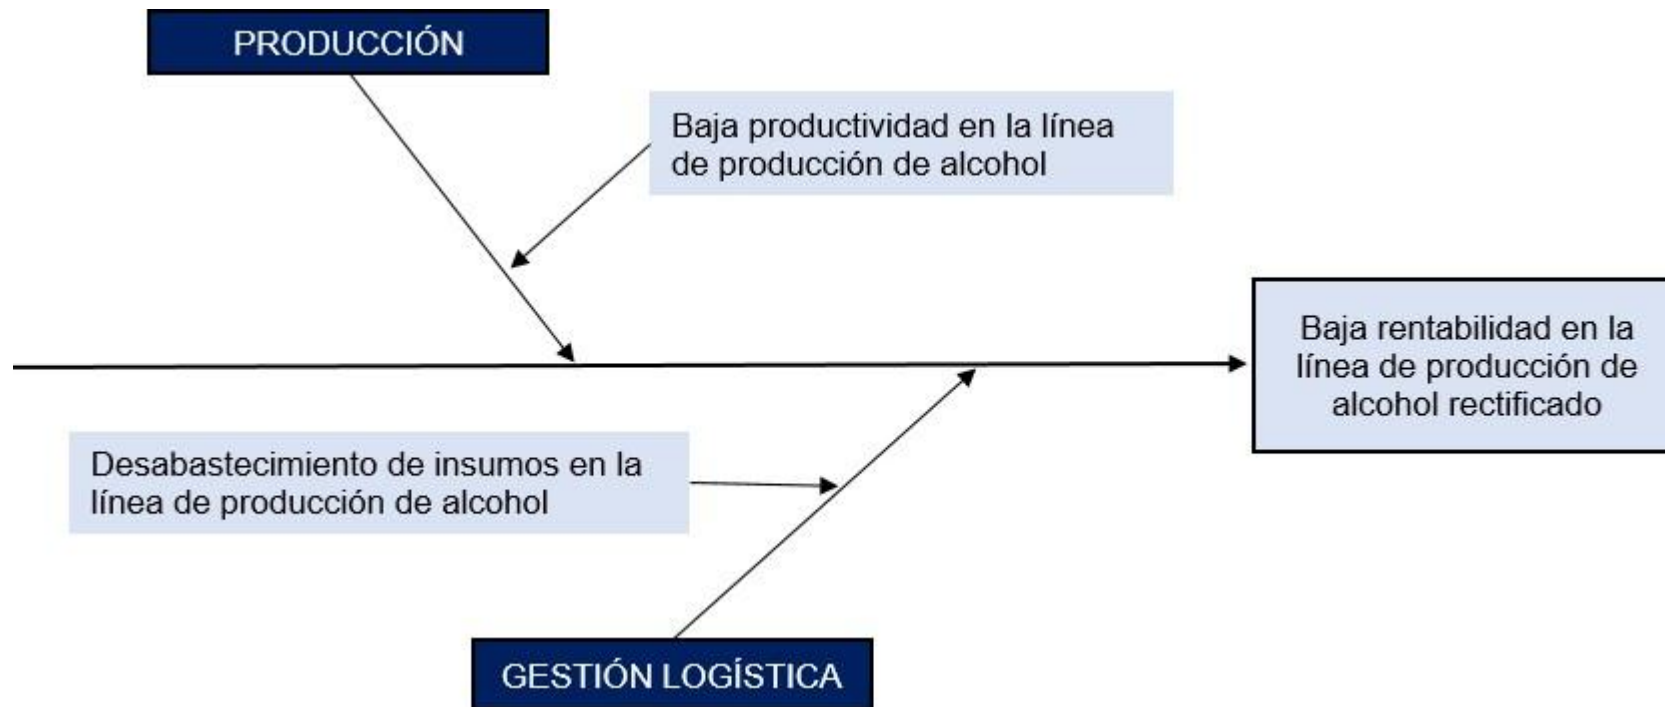 PRODUCCIÓN
Baja productividad en la línea
de producción de alcohol
Baja rentabilidad en la
línea de producción de
alcohol rectificado
Desabastecimiento de insumos en la
línea de producción de alcohol
GESTIÓN LOGÍSTICA